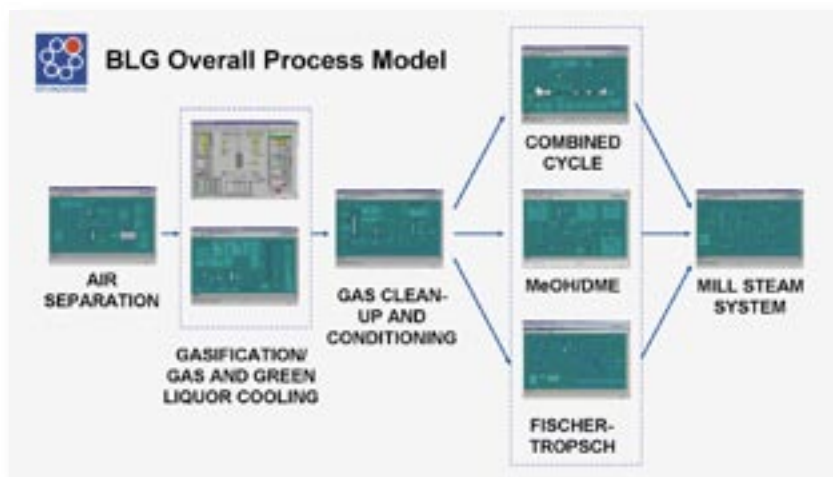 BLG Overall Process Model
AIR
SEPARATION
GASIFICATION/
GAS AND GREEN
LIQUOR COOLING
GAS CLEAN-
UP AND
CONDITIONING
COMBINED
CYCLE
MeOH/DME
FISCHER-
TROPSCH
MILL STEAM
SYSTEM